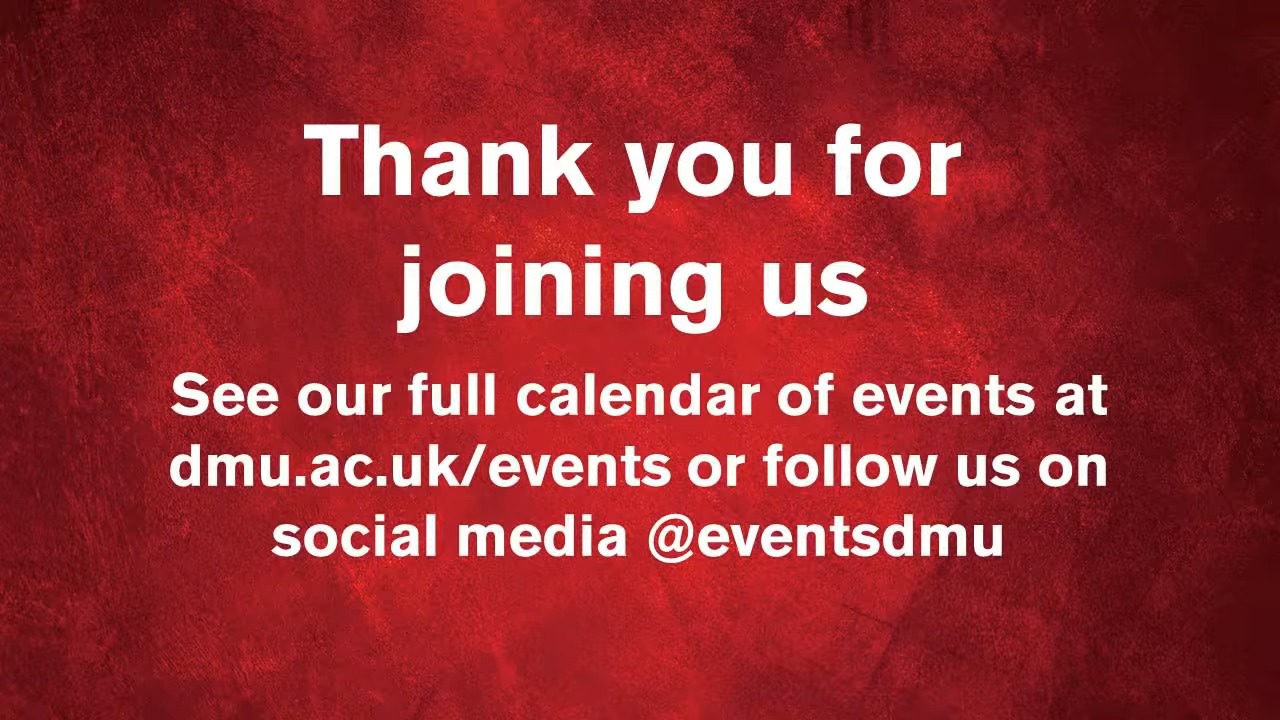 Thank you for
joining us
See our full calendar of events at
dmu.ac.uk/events or follow us on
social media @eventsdmu